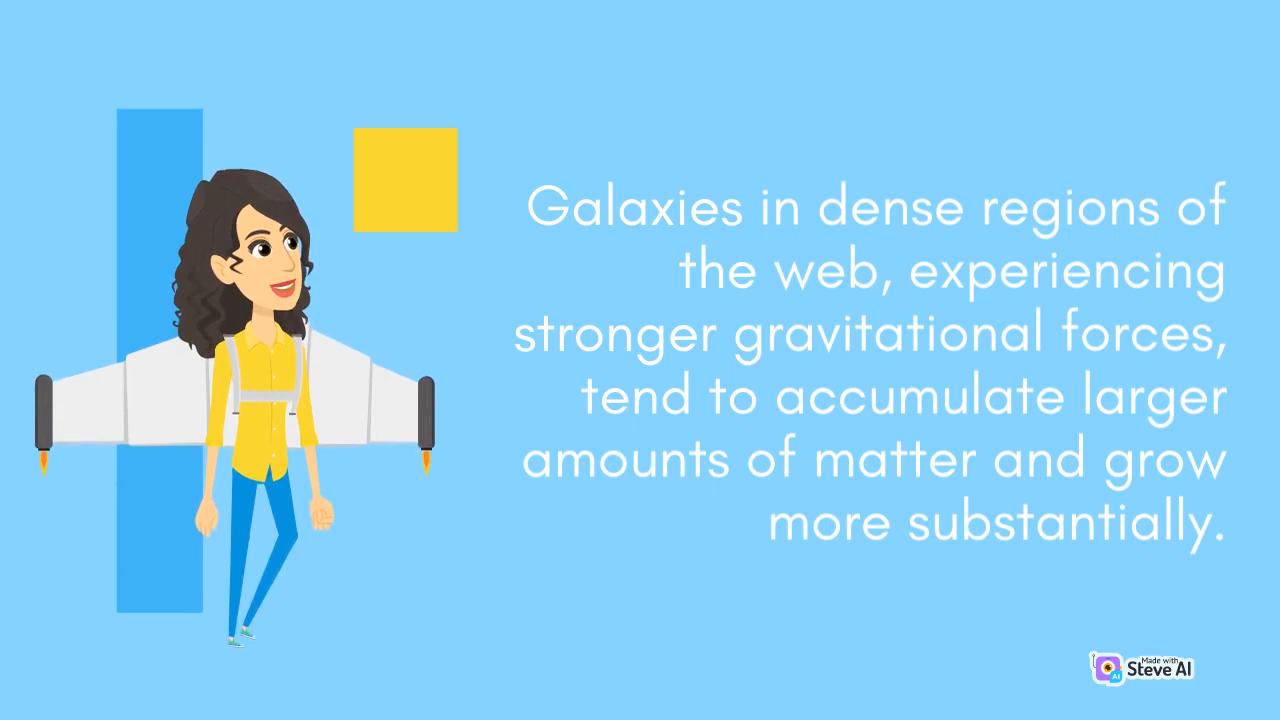 Galaxies in dense regions of
the web, experiencing
stronger gravitational forces,
tend to accumulate larger
amounts of matter and grow
more substantially.
Made with
Steve AI
AI